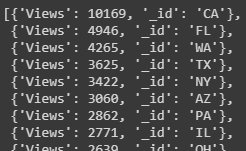 [{'Views': 10169, '_id': 'CA'},
{'Views': 4946, '_id': 'FL'},
{'Views': 4265, '_id': 'WA'},
{'Views': 3625, '_id': 'TX'},
{'Views': 3422, '_id': 'NY'},
{'Views': 3060, '_id': 'AZ'},
{'Views': 2862, '_id': 'PA'},
{'Views': 2771, '_id': 'IL'},
{'Views': 2639, '_id': 'OH'},